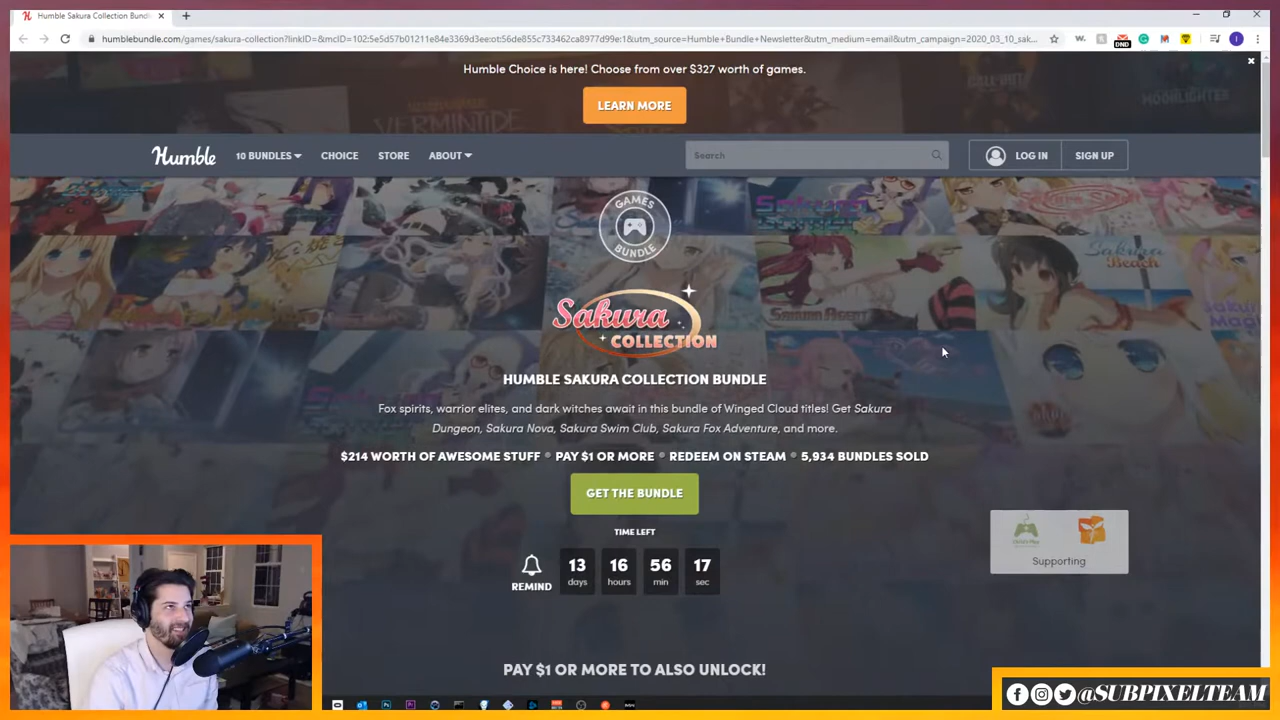 Humble Sakura Collection Bundl
humblebundle.com/games/sakura-collection?linkID=&mcID=102:5e5d57b01211e84e3369d3ee:ot:56de855c733462ca8977d99e:1&utm_source=Humble+Bundle+Newsletter&utm_medium=email&utm_campaign=2020_03_10_sak...
DND
Humble Choice is here! Choose from over $327 worth of games.
LEARN MORE
VERMINTIDE
MOONLIGHTER
Humble
10 BUNDLES
CHOICE
STORE
ABOUT
Search
LOG IN
SIGN UP
GAMES
BUNDLE
Sakura
Beach
Sakura
COLLECTION
HUMBLE SAKURA COLLECTION BUNDLE
Fox spirits, warrior elites, and dark witches await in this bundle of Winged Cloud titles! Get Sakura
Dungeon, Sakura Nova, Sakura Swim Club, Sakura Fox Adventure, and more.
$214 WORTH OF AWESOME STUFF • PAY $1 OR MORE • REDEEM ON STEAM • 5,934 BUNDLES SOLD
GET THE BUNDLE
TIME LEFT
REMIND
13 16 56 17
days hours min sec
Supporting
PAY $1 OR MORE TO ALSO UNLOCK!
@SUBPIXELTEAM